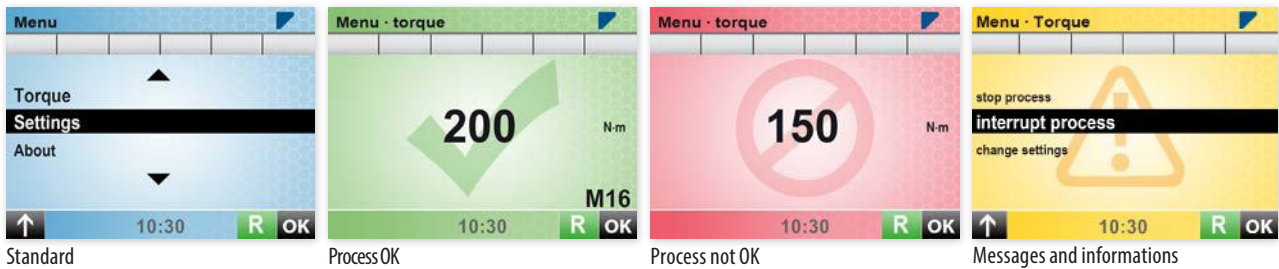 Menu
Torque
Settings
About
↑ 10:30 R OK
Standard
Menu · torque
200 N·m
M16
10:30 R OK
Process OK
Menu · torque
150 N·m
10:30 R OK
Process not OK
Menu · Torque
stop process
interrupt process
change settings
↑ 10:30 R OK
Messages and informations